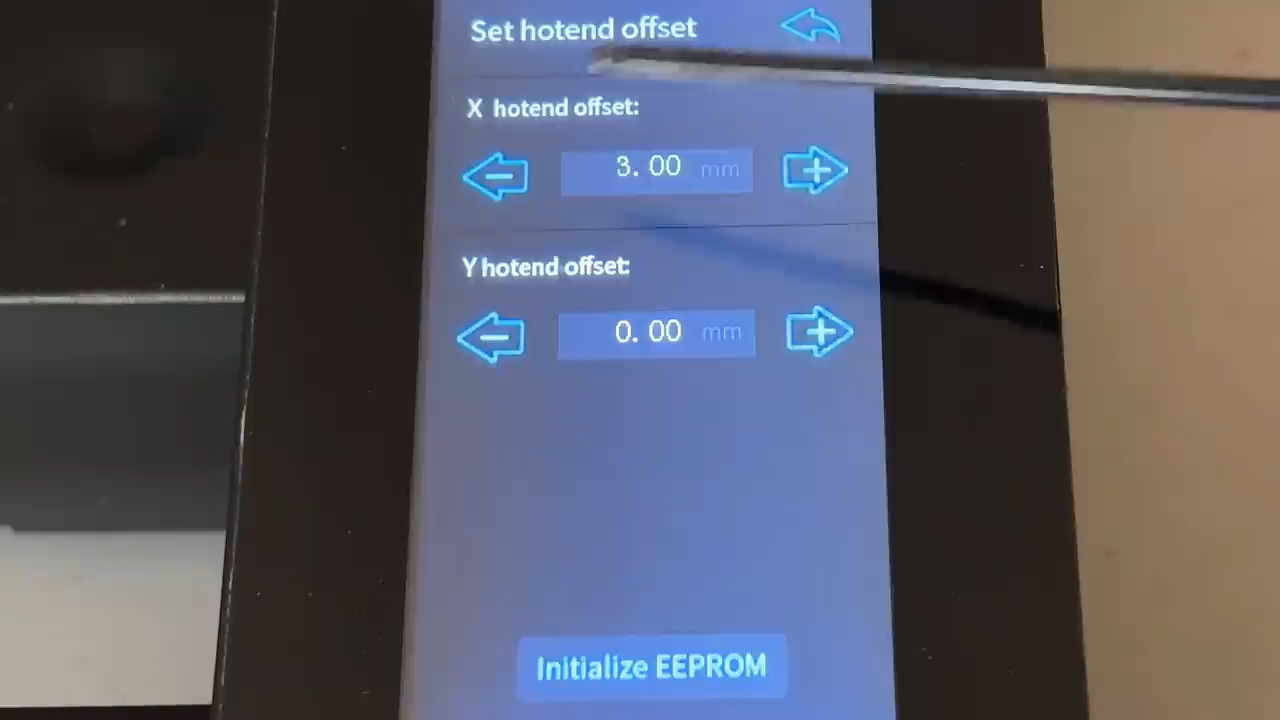 Set hotend offset
X hotend offset:
3.00 mm
Y hotend offset:
0.00 mm
Initialize EEPROM